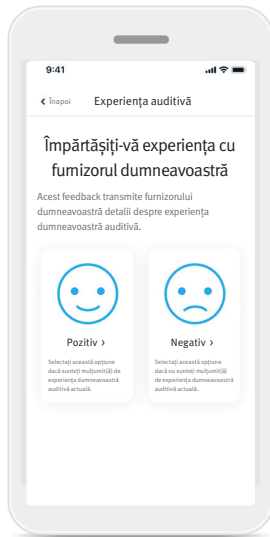 9:41
Înapoi Experiența auditivă
Împărtășiți-vă experiența cu
furnizorul dumneavoastră
Acest feedback transmite furnizorului
dumneavoastră detalii despre experiența
dumneavoastră auditivă.
Pozitiv ›
Selectați această opțiune
dacă sunteți mulțumit(ă) de
experiența dumneavoastră
auditivă actuală.
Negativ ›
Selectați această opțiune
dacă nu sunteți mulțumit(ă)
de experiența dumneavoastră
auditivă actuală.